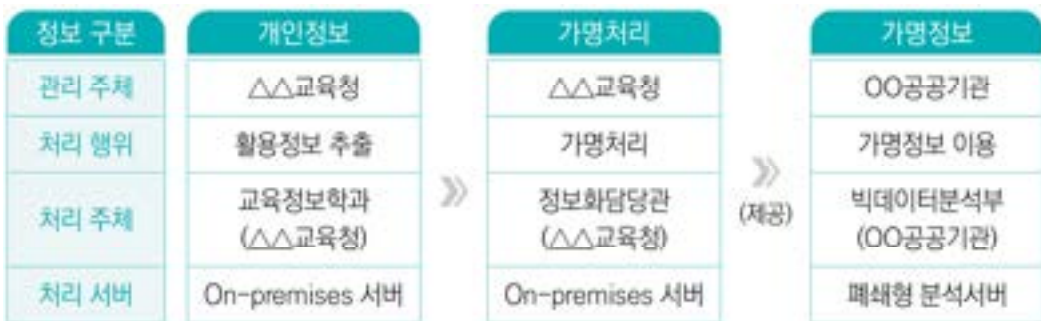 정보 구분 개인정보 가명처리 가명정보
관리 주체 △△교육청 △△교육청 OO공공기관
처리 행위 활용정보 추출 가명처리 가명정보 이용
처리 주체 교육정보학과 (△△교육청) 정보화담당관 (△△교육청) 빅데이터분석부 (OO공공기관)
(제공)
처리 서버 On-premises 서버 On-premises 서버 폐쇄형 분석서버